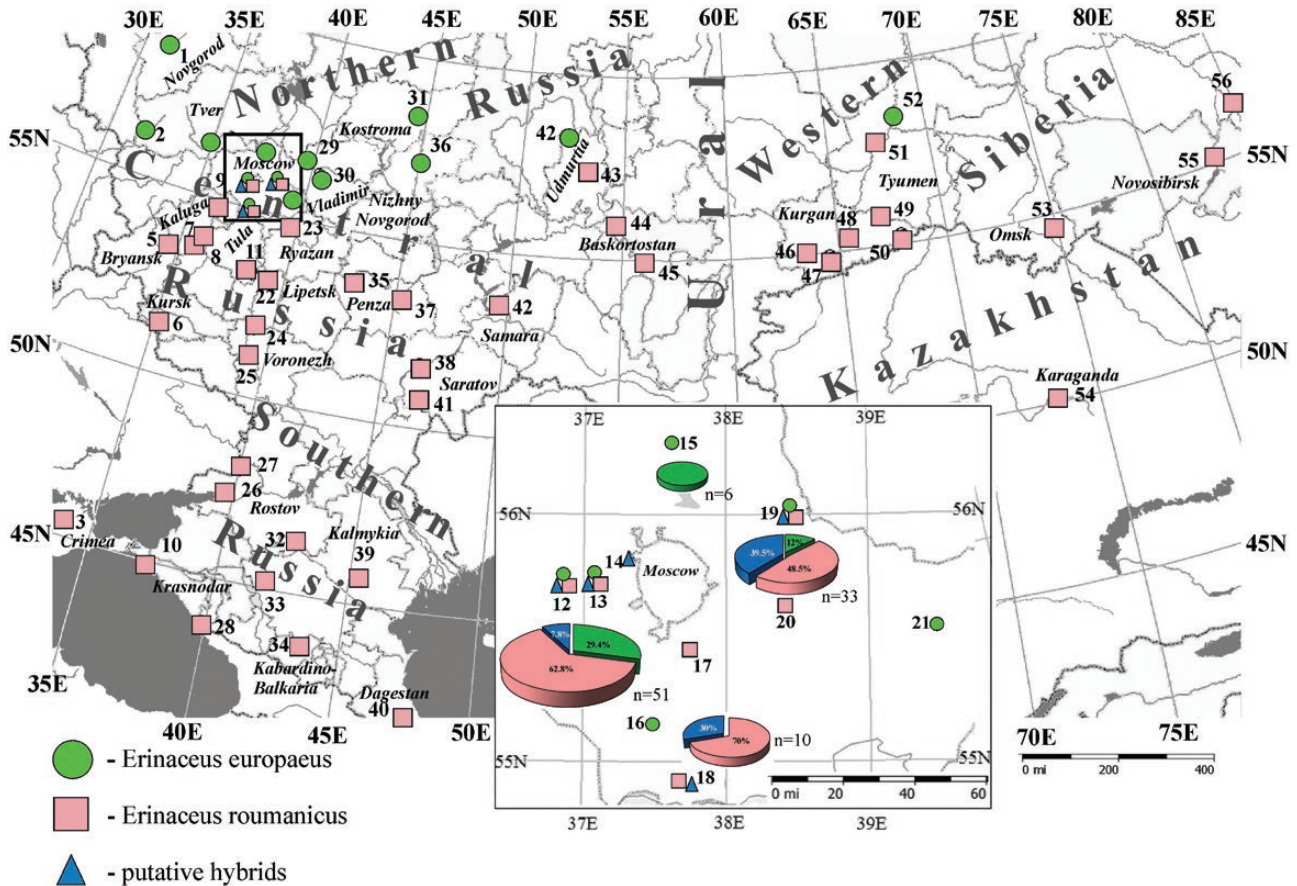 30E 35E 40E 45E 50E 55E 60E 65E 70E 75E 80E 85E
1
Novgorod
Northern Russia
Ural
Western Siberia
56
2
Tver
31
Kostroma
52
55N
29
36
42
Udmurtia
43
51
55
55N
Central Russia
9
Moscow
30
Vladimir
Nizhny
Novgorod
Tyumen
Novosibirsk
Kaluga
7
5
8
Bryansk
Tula
11
23
Ryazan
44
Baskortostan
45
Kurgan
48
49
46
47
50
53
Omsk
Kazakhstan
Kursk
6
22
Lipetsk
35
Penza
37
42
Samara
24
50N
25
Voronezh
38
Saratov
41
50N
Karaganda
54
Southern Russia
27
26
Rostov
3
Crimea
45N
10
Krasnodar
32
Kalmykia
39
33
45N
28
34
Kabardino-
Balkaria
35E
Dagestan
40
40E 45E 50E
70E 75E
0 mi 200 400
37E 38E 39E
15
n=6
56N 56N
19
14
Moscow
12 13
39.5% 12% 48.5%
n=33
20
21
17
7.8% 29.4% 62.8%
n=51
16
30% 70%
n=10
55N 55N
18
0 mi 20 40 60
37E 38E 39E
- Erinaceus europaeus
- Erinaceus roumanicus
- putative hybrids